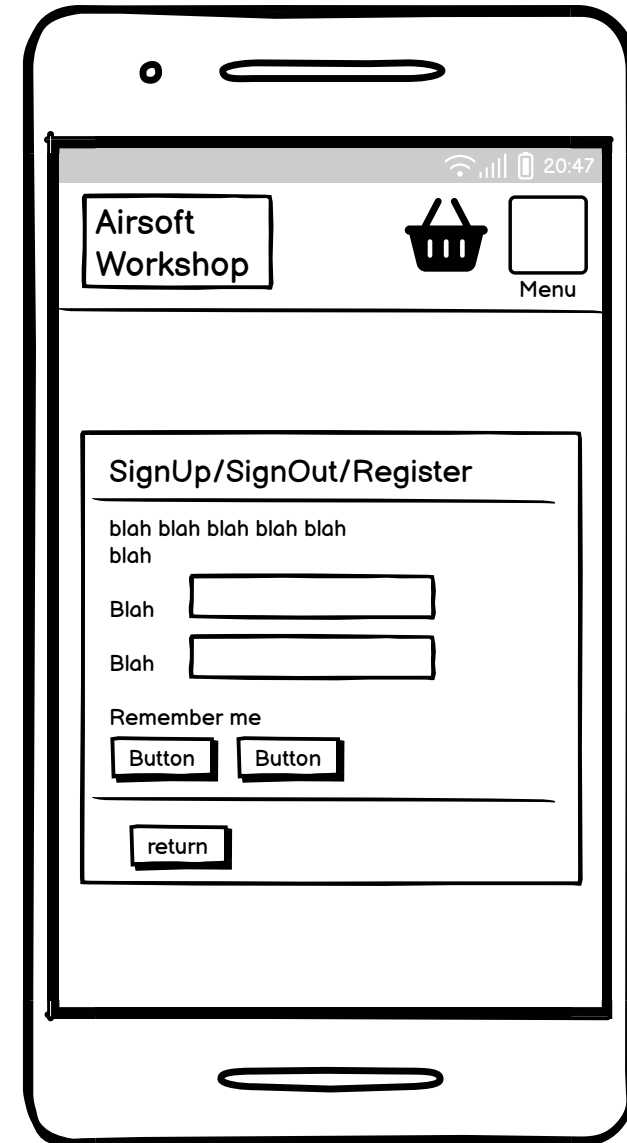 20:47
Airsoft
Workshop
Menu
SignUp/SignOut/Register
blah blah blah blah blah
blah
Blah
Blah
Remember me
Button Button
return